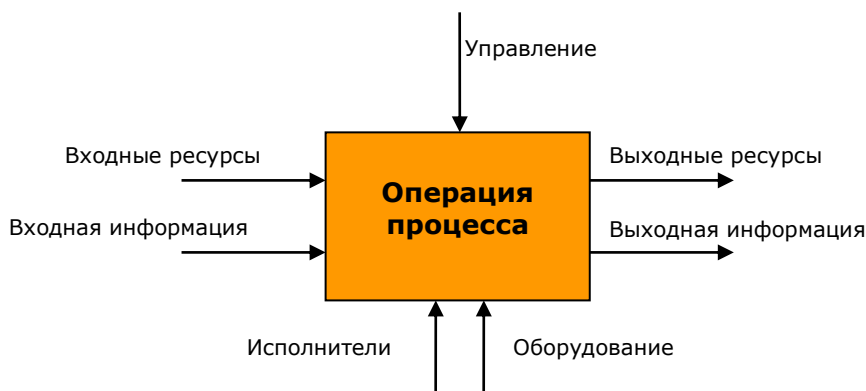 Управление
Входные ресурсы
Выходные ресурсы
Операция
процесса
Входная информация
Выходная информация
Исполнители
Оборудование